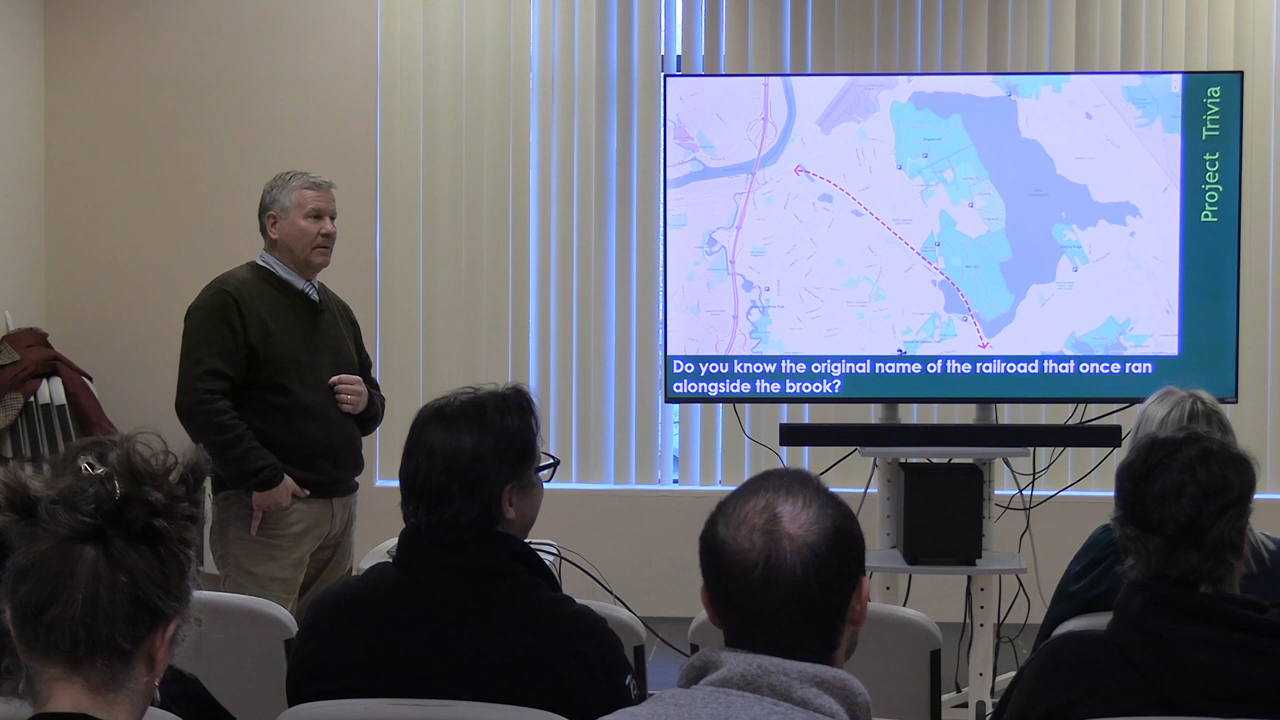 Project Trivia
Do you know the original name of the railroad that once ran
alongside the brook?